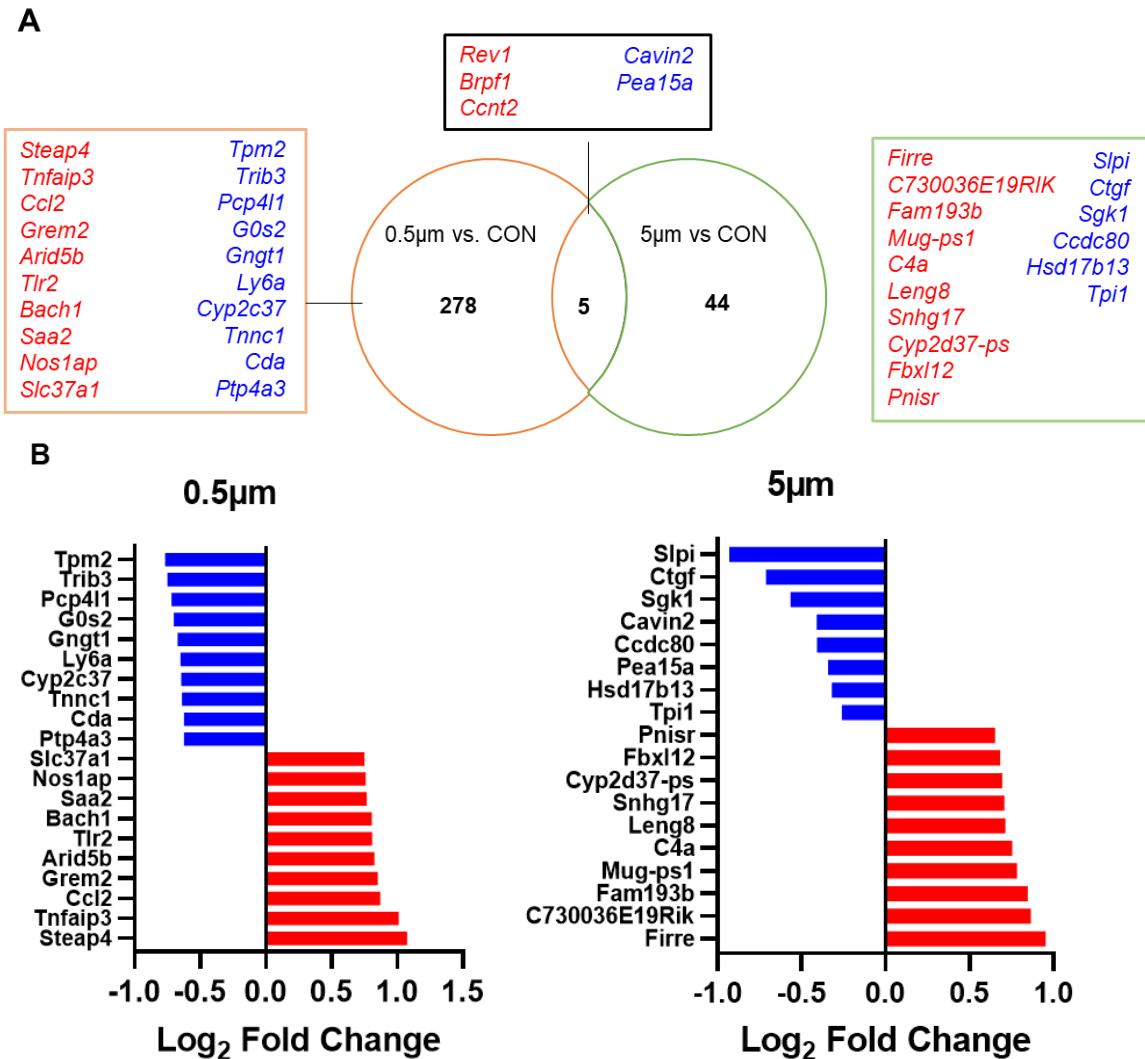 A
Rev1 Cavin2
Brpf1 Pea15a
Ccnt2
Steap4 Tpm2
Tnfaip3 Trib3
Ccl2 Pcp4l1
Grem2 G0s2
Arid5b Gngt1
Tlr2 Ly6a
Bach1 Cyp2c37
Saa2 Tnnc1
Nos1ap Cda
Slc37a1 Ptp4a3
0.5µm vs. CON
278
5
5µm vs CON
44
Firre Slpi
C730036E19RIK Ctgf
Fam193b Sgk1
Mug-ps1 Ccdc80
C4a Hsd17b13
Leng8 Tpi1
Snhg17
Cyp2d37-ps
Fbxl12
Pnisr
B
0.5µm
Tpm2
Trib3
Pcp4l1
G0s2
Gngt1
Ly6a
Cyp2c37
Tnnc1
Cda
Ptp4a3
Slc37a1
Nos1ap
Saa2
Bach1
Tlr2
Arid5b
Grem2
Ccl2
Tnfaip3
Steap4
-1.0 -0.5 0.0 0.5 1.0 1.5
Log2 Fold Change
5µm
Slpi
Ctgf
Sgk1
Cavin2
Ccdc80
Pea15a
Hsd17b13
Tpi1
Pnisr
Fbxl12
Cyp2d37-ps
Snhg17
Leng8
C4a
Mug-ps1
Fam193b
C730036E19Rik
Firre
-1.0 -0.5 0.0 0.5 1.0
Log2 Fold Change